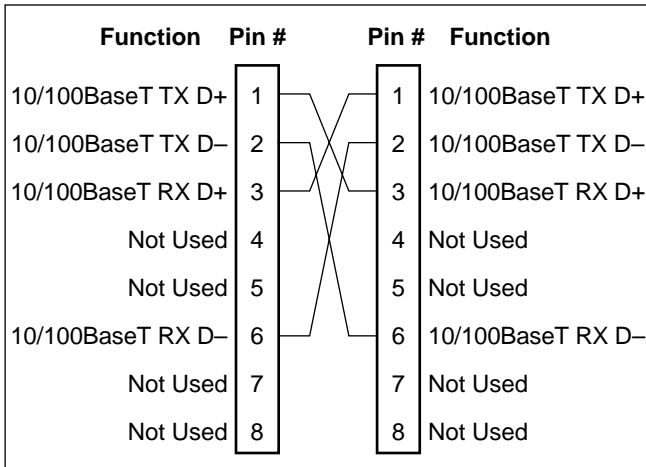 Function Pin # Pin # Function
10/100BaseT TX D+ 1 1 10/100BaseT TX D+
10/100BaseT TX D– 2 2 10/100BaseT TX D–
10/100BaseT RX D+ 3 3 10/100BaseT RX D+
Not Used 4 4 Not Used
Not Used 5 5 Not Used
10/100BaseT RX D– 6 6 10/100BaseT RX D–
Not Used 7 7 Not Used
Not Used 8 8 Not Used